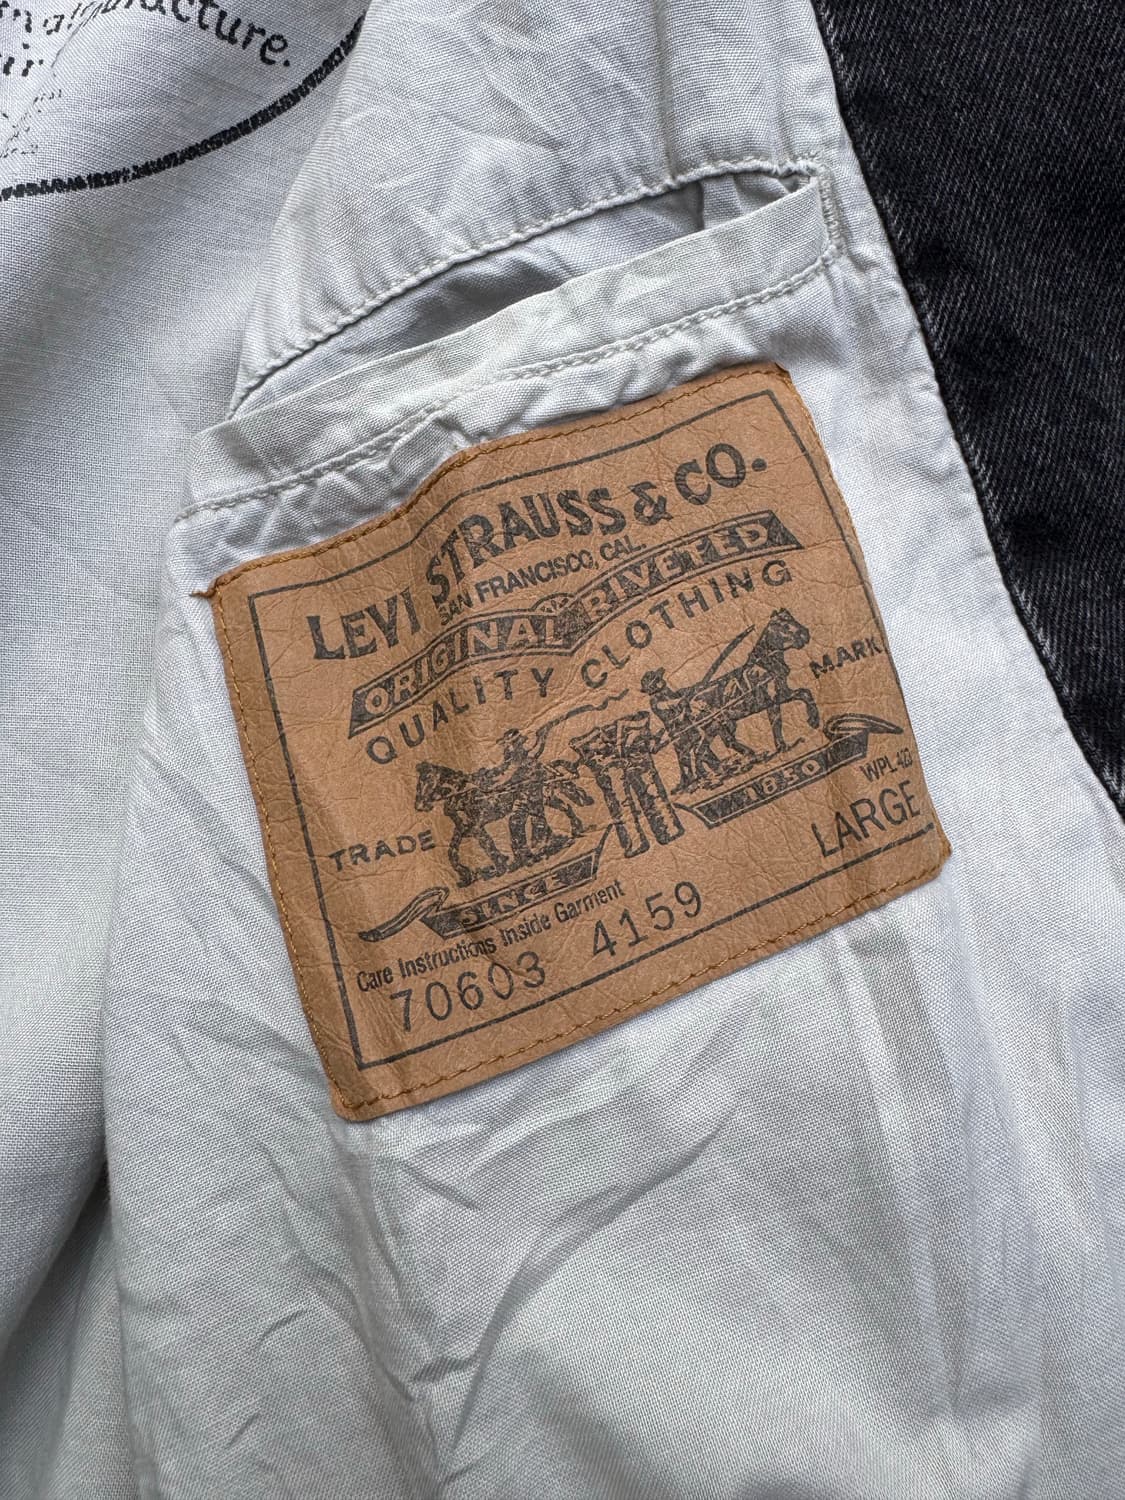 manufacture.
LEVI STRAUSS & CO.
SAN FRANCISCO, CAL.
ORIGINAL RIVETED
QUALITY CLOTHING
TRADE MARK
SINCE 1850
WPL 423
LARGE
Care Instructions Inside Garment
70603 4159